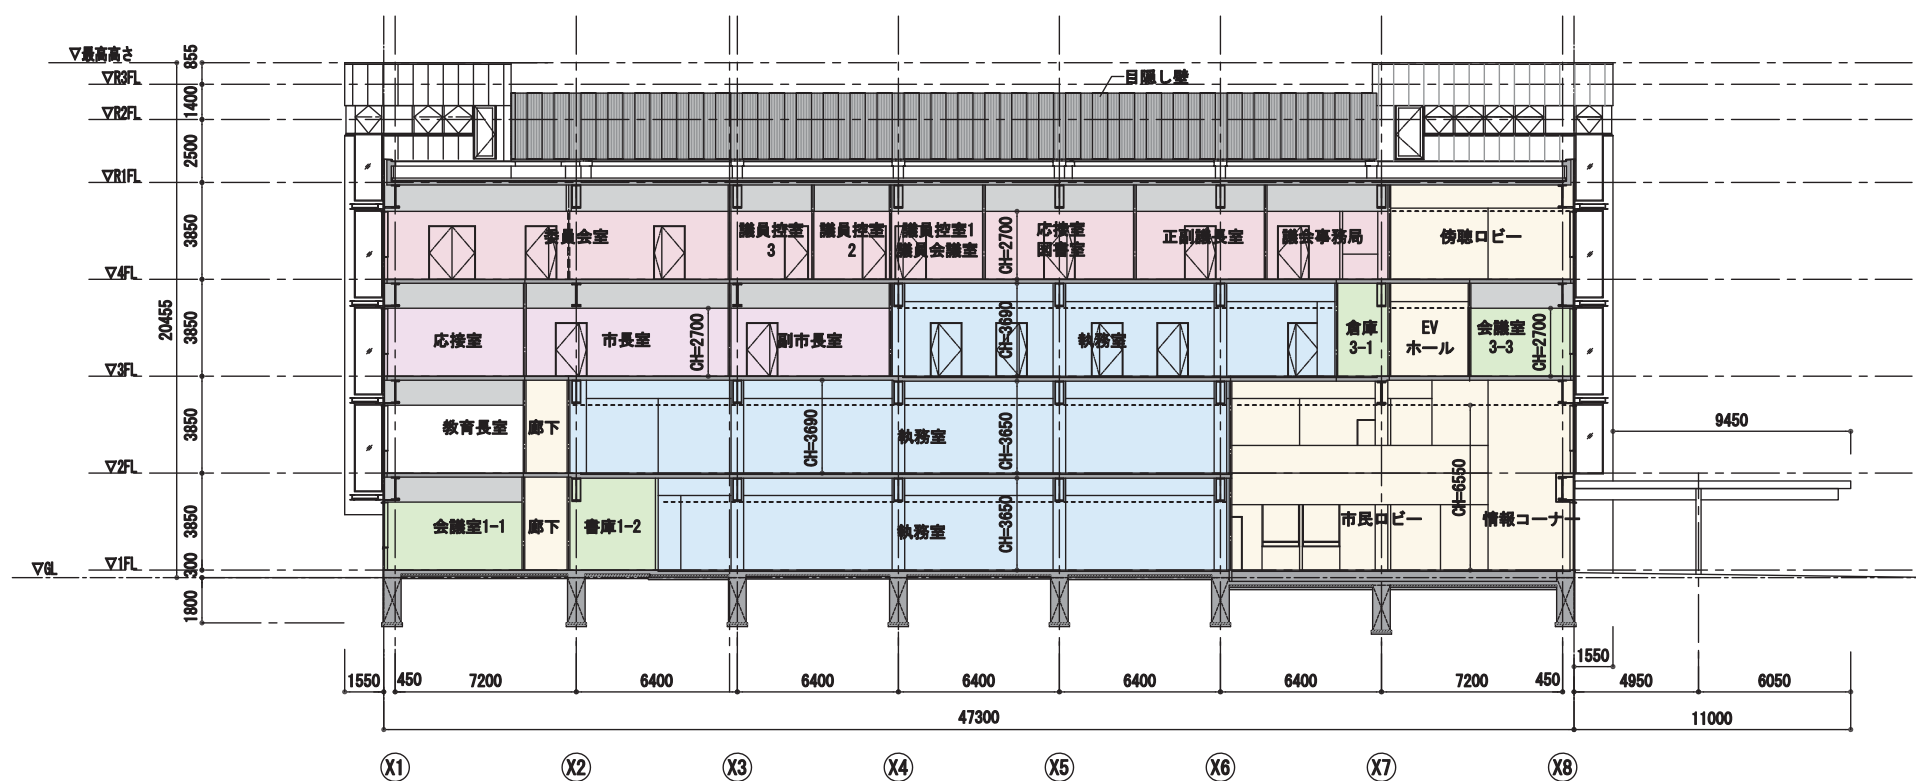 ▽最高高さ
855
▽R3FL
1400
▽R2FL
2500
▽R1FL
3850
▽4FL
3850
▽3FL
3850
▽2FL
3850
▽1FL
300
▽GL
1800
20455
目隠し壁
委員会室
議員控室
3
議員控室
2
議員控室1
議員会議室
CH=2700
応接室
図書室
正副議長室
議会事務局
傍聴ロビー
応接室
市長室
CH=2700
副市長室
CH=3690
執務室
倉庫
3-1
EV
ホール
会議室
3-3
CH=2700
教育長室
廊下
CH=3690
執務室
CH=3650
9450
会議室1-1
廊下
書庫1-2
執務室
CH=3650
市民ロビー
CH=6550
情報コーナー
1550
450
7200
6400
6400
6400
6400
6400
7200
450
1550
4950
6050
47300
11000
X1
X2
X3
X4
X5
X6
X7
X8